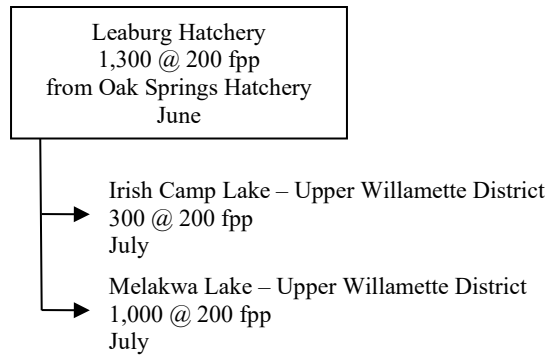 Leaburg Hatchery
1,300 @ 200 fpp
from Oak Springs Hatchery
June
Irish Camp Lake – Upper Willamette District
300 @ 200 fpp
July
Melakwa Lake – Upper Willamette District
1,000 @ 200 fpp
July